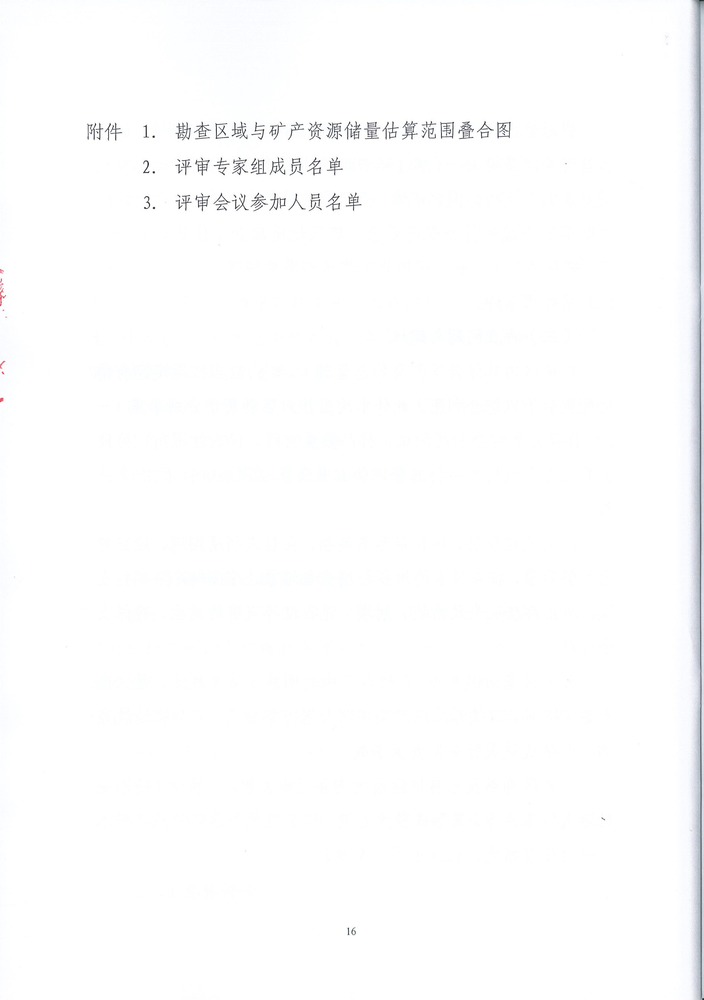 附件 1. 勘查区域与矿产资源储量估算范围叠合图
2. 评审专家组成员名单
3. 评审会议参加人员名单
16